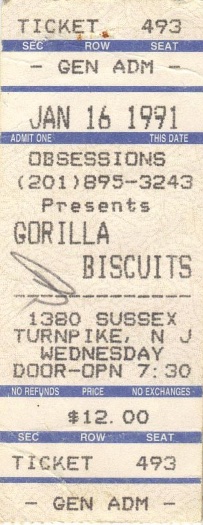 TICKET 493
SEC ROW SEAT
- GEN ADM -
JAN 16 1991
ADMIT ONE THIS DATE
OBSESSIONS
(201)895-3243
Presents
GORILLA
BISCUITS
1380 SUSSEX
TURNPIKE, N J
WEDNESDAY
DOOR-OPN 7:30
NO REFUNDS PRICE NO EXCHANGES
$12.00
SEC ROW SEAT
TICKET 493
- GEN ADM -